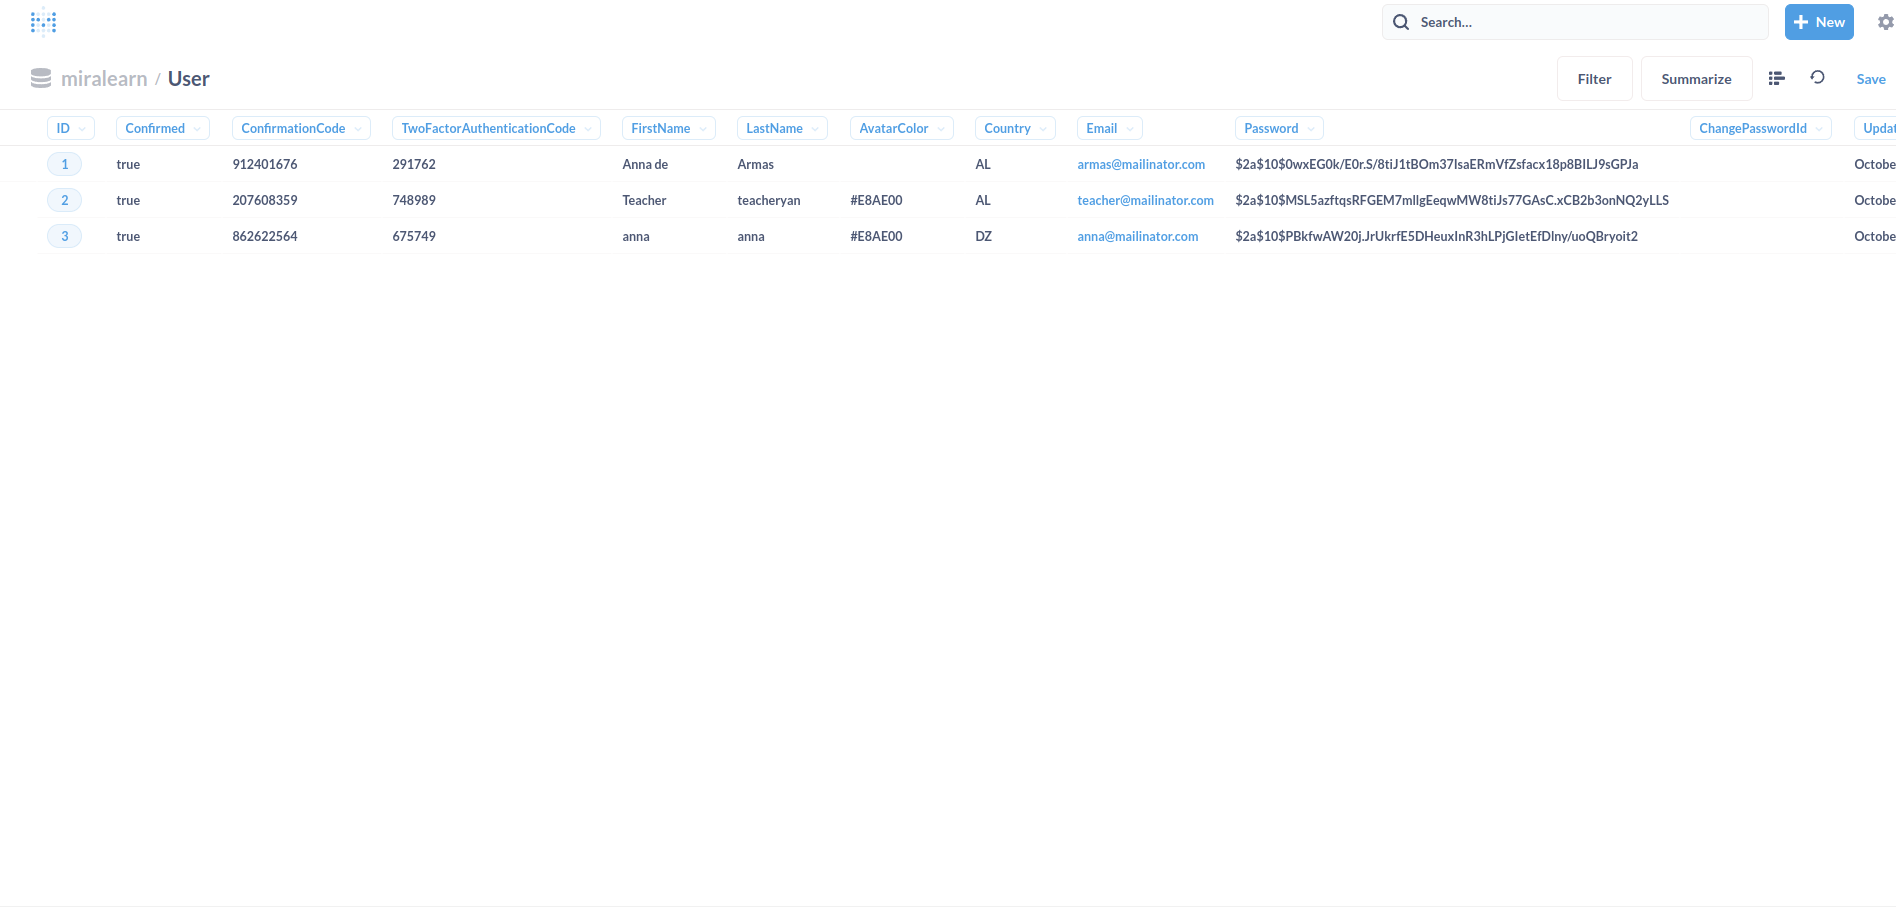 Search...
New
miralearn / User
Filter
Summarize
Save
ID Confirmed ConfirmationCode TwoFactorAuthenticationCode FirstName LastName AvatarColor Country Email Password ChangePasswordId Updat
1 true 912401676 291762 Anna de Armas AL armas@mailinator.com $2a$10$0wxEG0k/E0r.S/8tiJ1tBOm37IsaERmVfZsfacx18p8BILJ9sGPJa Octobe
2 true 207608359 748989 Teacher teacheryan #E8AE00 AL teacher@mailinator.com $2a$10$MSL5azftqsRFGEM7mllgEeqwMW8tiJs77GAsC.xCB2b3onNQ2yLLS Octobe
3 true 862622564 675749 anna anna #E8AE00 DZ anna@mailinator.com $2a$10$PBkfwAW20j.JrUkrfE5DHeuxInR3hLPjGIetEfDlny/uoQBryoit2 Octobe